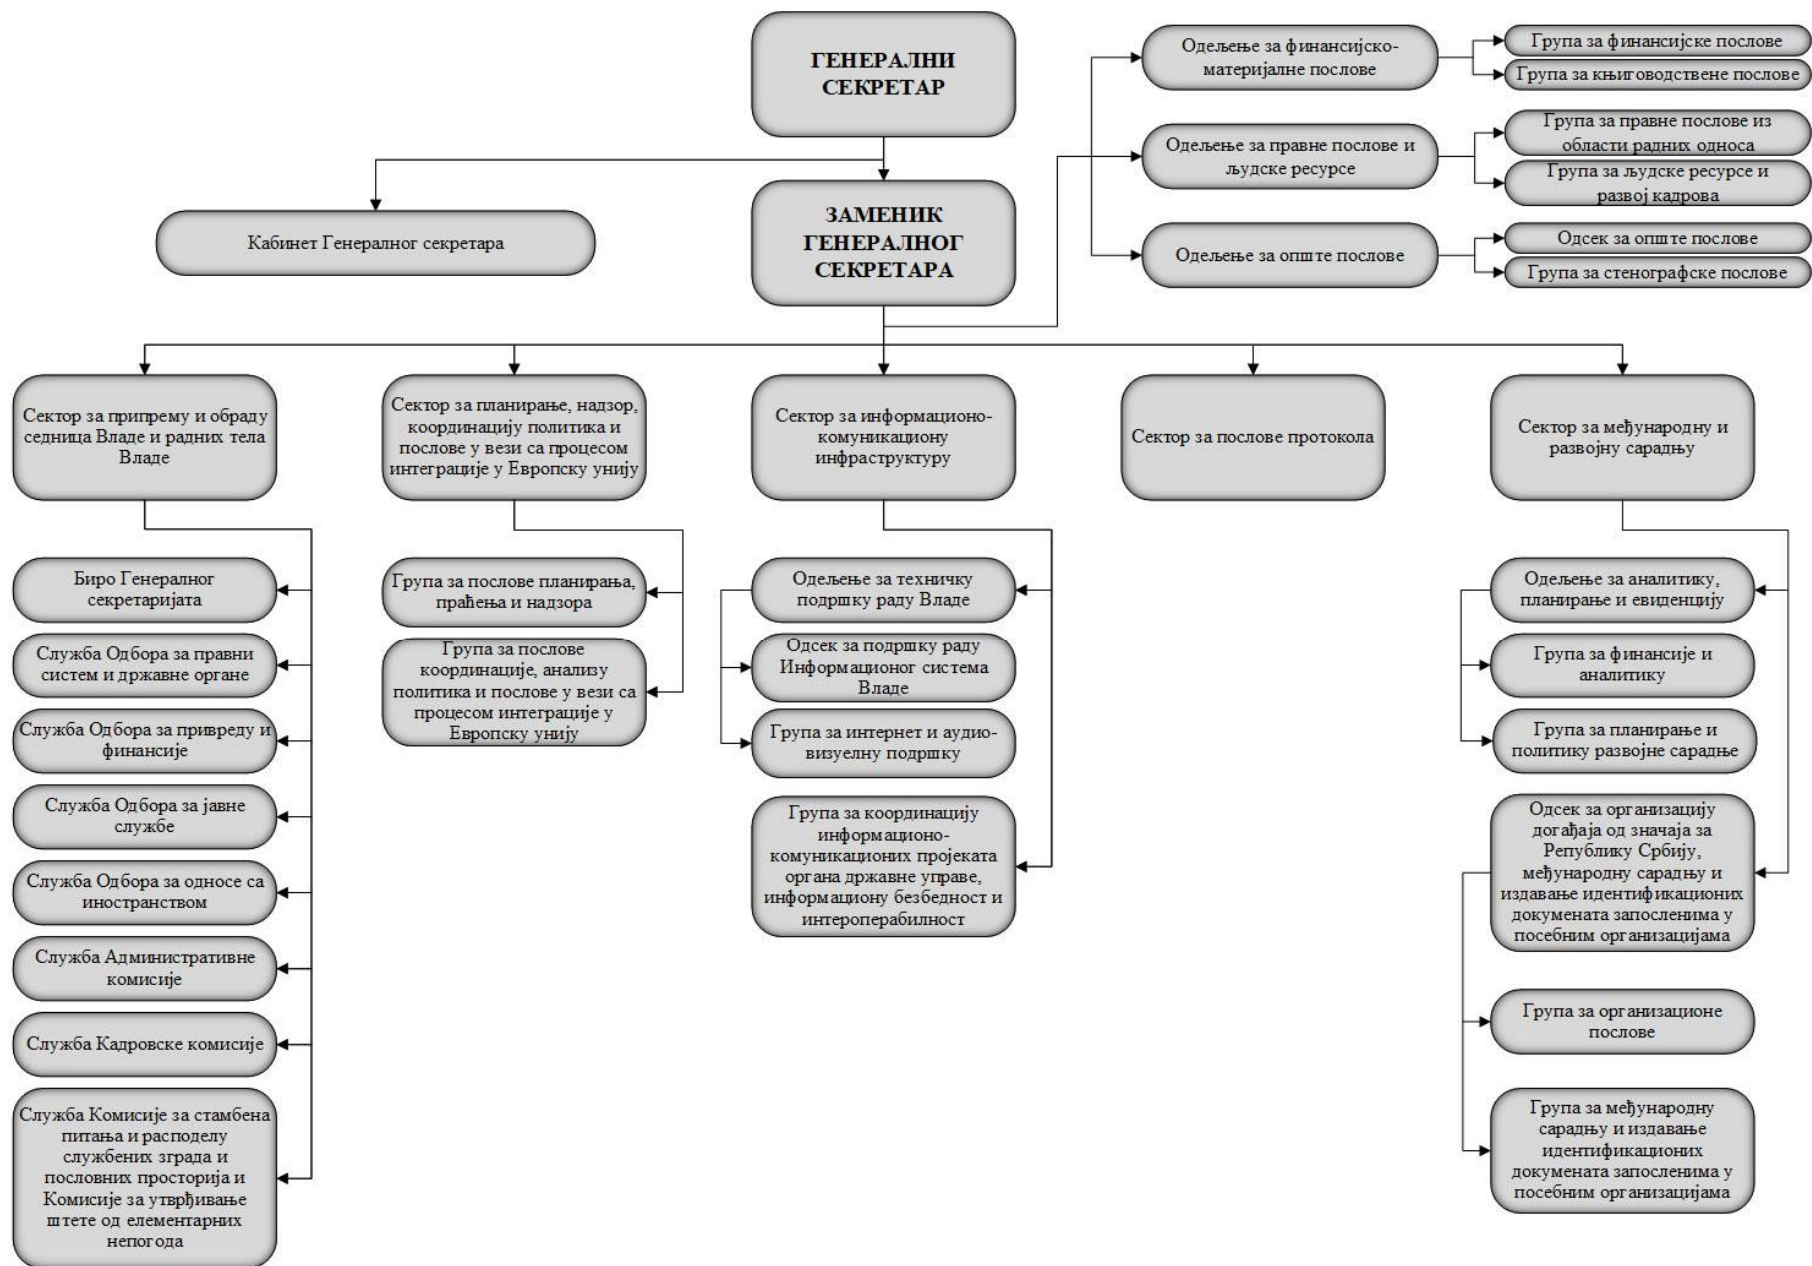 ГЕНЕРАЛНИ
СЕКРЕТАР
Кабинет Генералног секретара
ЗАМЕНИК
ГЕНЕРАЛНОГ
СЕКРЕТАРА
Одељење за финансијско-
материјалне послове
Група за финансијске послове
Група за књиговодствене послове
Одељење за правне послове и
људске ресурсе
Група за правне послове из
области радних односа
Група за људске ресурсе и
развој кадрова
Одељење за опште послове
Одсек за опште послове
Група за стенографске послове
Сектор за припрему и обраду
седница Владе и радних тела
Владе
Биро Генералног
секретаријата
Служба Одбора за правни
систем и државне органе
Служба Одбора за привреду и
финансије
Служба Одбора за јавне
службе
Служба Одбора за односе са
иностранством
Служба Административне
комисије
Служба Кадровске комисије
Служба Комисије за стамбена
питања и расподелу
службених зграда и
пословних просторија и
Комисије за утврђивање
штете од елементарних
непогода
Сектор за планирање, надзор,
координацију политика и
послове у вези са процесом
интеграције у Европску унију
Група за послове планирања,
праћења и надзора
Група за послове
координације, анализу
политика и послове у вези са
процесом интеграције у
Европску унију
Сектор за информационо-
комуникациону
инфраструктуру
Одељење за техничку
подршку раду Владе
Одсек за подршку раду
Информационог система
Владе
Група за интернет и аудио-
визуелну подршку
Група за координацију
информационо-
комуникационих пројеката
органа државне управе,
информациону безбедност и
интероперабилност
Сектор за послове протокола
Сектор за међународну и
развојну сарадњу
Одељење за аналитику,
планирање и евиденцију
Група за финансије и
аналитику
Група за планирање и
политику развојне сарадње
Одсек за организацију
догађаја од значаја за
Републику Србију,
међународну сарадњу и
издавање идентификационих
докумената запосленима у
посебним организацијама
Група за организационе
послове
Група за међународну
сарадњу и издавање
идентификационих
докумената запосленима у
посебним организацијама